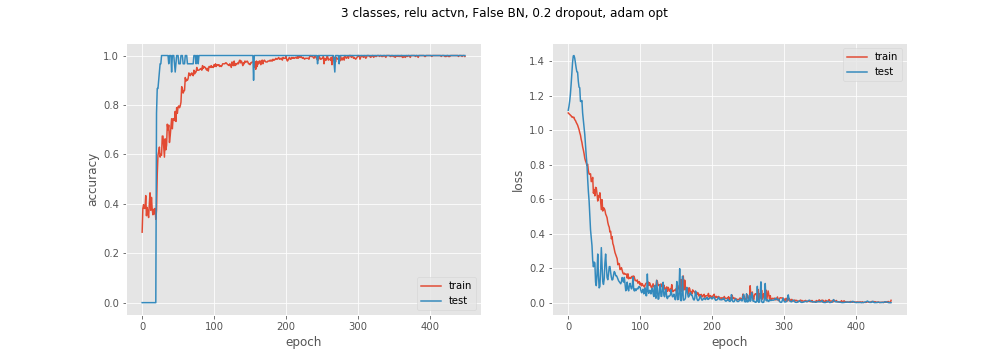 3 classes, relu actvn, False BN, 0.2 dropout, adam opt
accuracy
1.0
0.8
0.6
0.4
0.2
0.0
train
test
0 100 200 300 400
epoch
loss
1.4
1.2
1.0
0.8
0.6
0.4
0.2
0.0
train
test
0 100 200 300 400
epoch